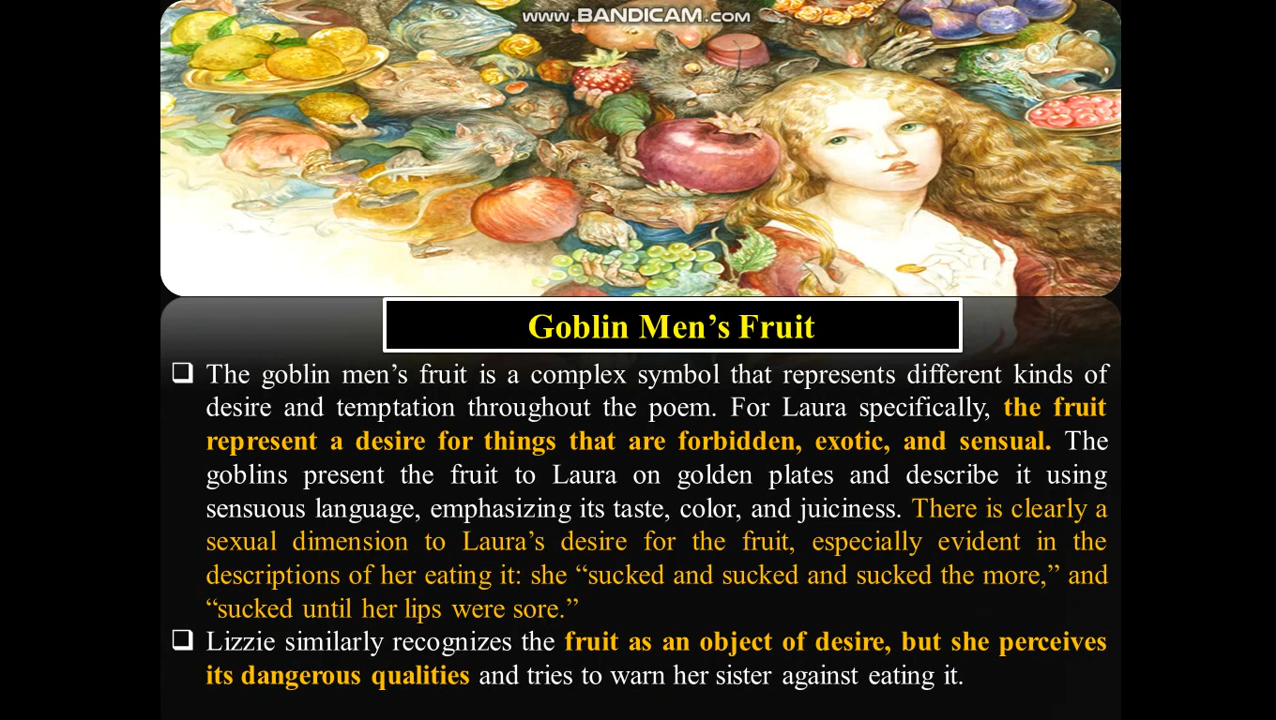 www.BANDICAM.com
Goblin Men’s Fruit
The goblin men’s fruit is a complex symbol that represents different kinds of
desire and temptation throughout the poem. For Laura specifically, the fruit
represent a desire for things that are forbidden, exotic, and sensual. The
goblins present the fruit to Laura on golden plates and describe it using
sensuous language, emphasizing its taste, color, and juiciness. There is clearly a
sexual dimension to Laura’s desire for the fruit, especially evident in the
descriptions of her eating it: she “sucked and sucked and sucked the more,” and
“sucked until her lips were sore.”
Lizzie similarly recognizes the fruit as an object of desire, but she perceives
its dangerous qualities and tries to warn her sister against eating it.